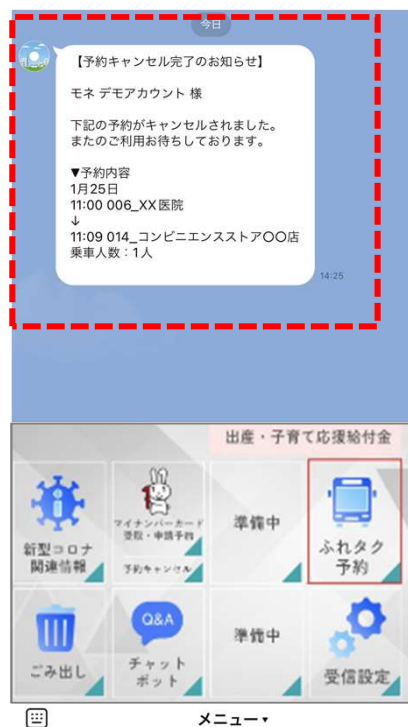 今日
【予約キャンセル完了のお知らせ】
モネ デモアカウント 様
下記の予約がキャンセルされました。
またのご利用お待ちしております。
▼予約内容
1月25日
11:00 006_XX医院
↓
11:09 014_コンビニエンスストア〇〇店
乗車人数：1人
14:25
出産・子育て応援給付金
新型コロナ
関連情報
マイナンバーカード
受取・申請予約
予約キャンセル
準備中
ふれタク
予約
ごみ出し
Q&A
チャット
ボット
準備中
受信設定
メニュー▾